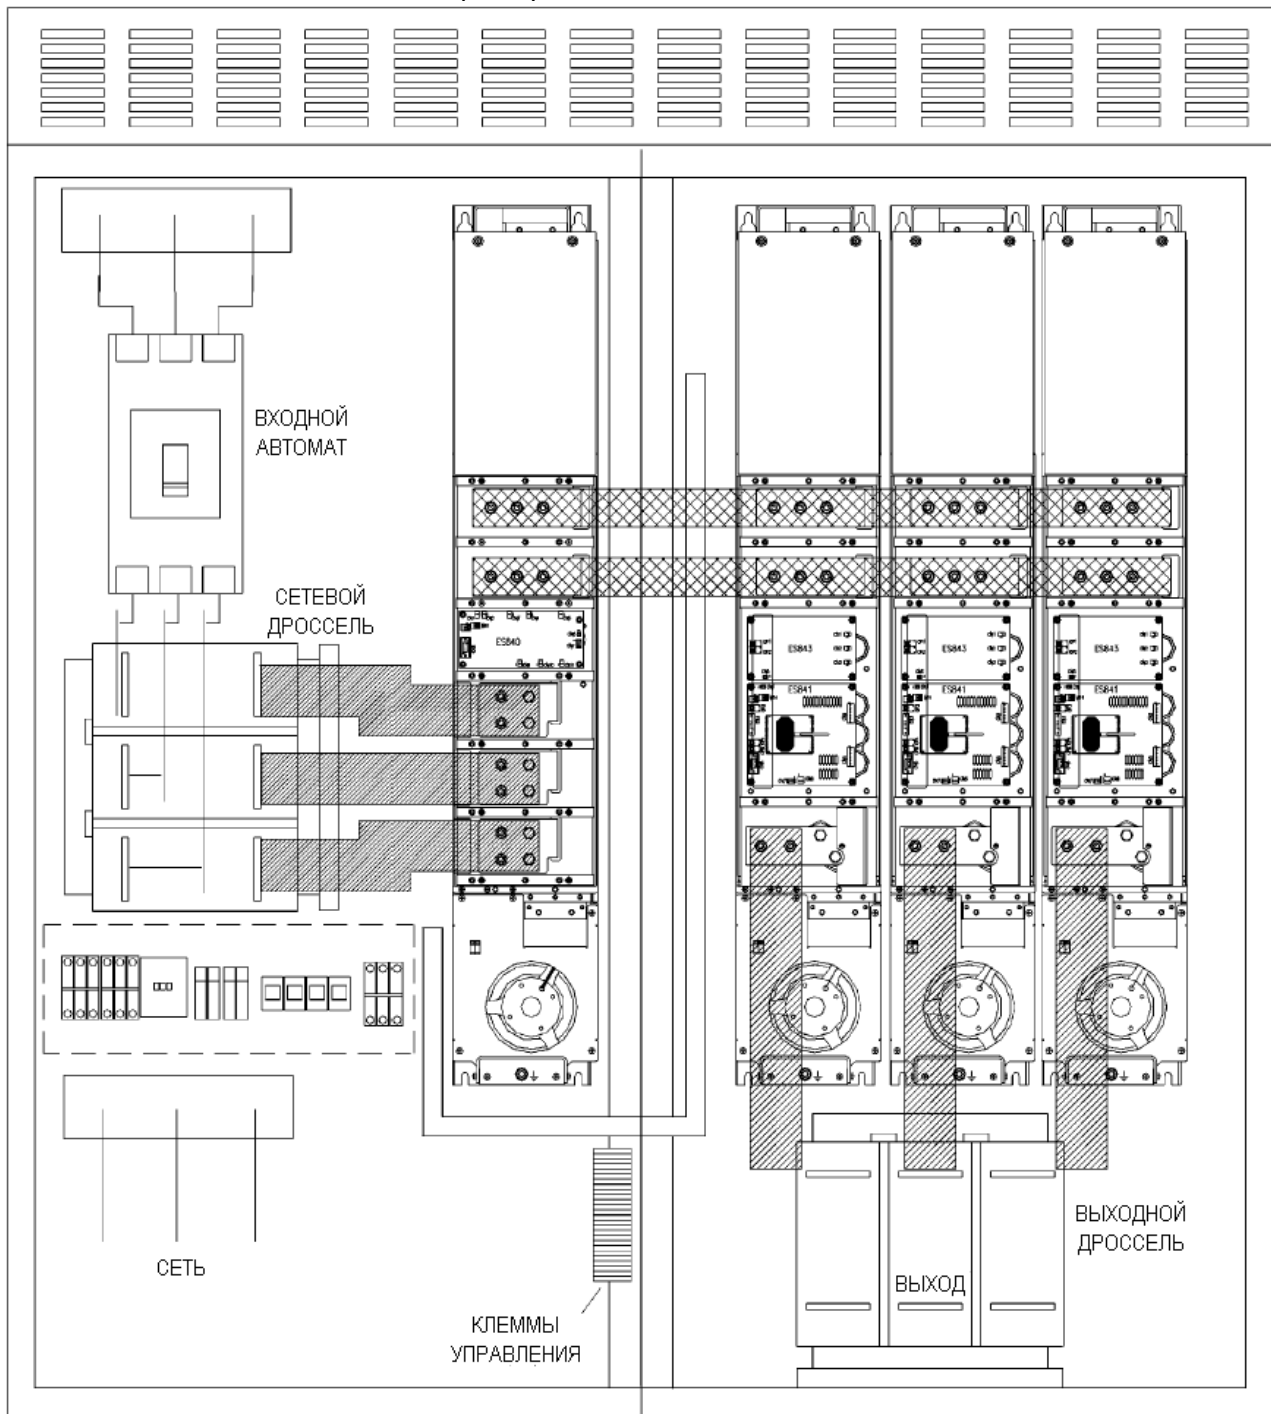 ВХОДНОЙ
АВТОМАТ
СЕТЕВОЙ
ДРОССЕЛЬ
ES840
ES843
ES843
ES843
ES841
ES841
ES841
СЕТЬ
КЛЕММЫ
УПРАВЛЕНИЯ
ВЫХОДНОЙ
ДРОССЕЛЬ
ВЫХОД